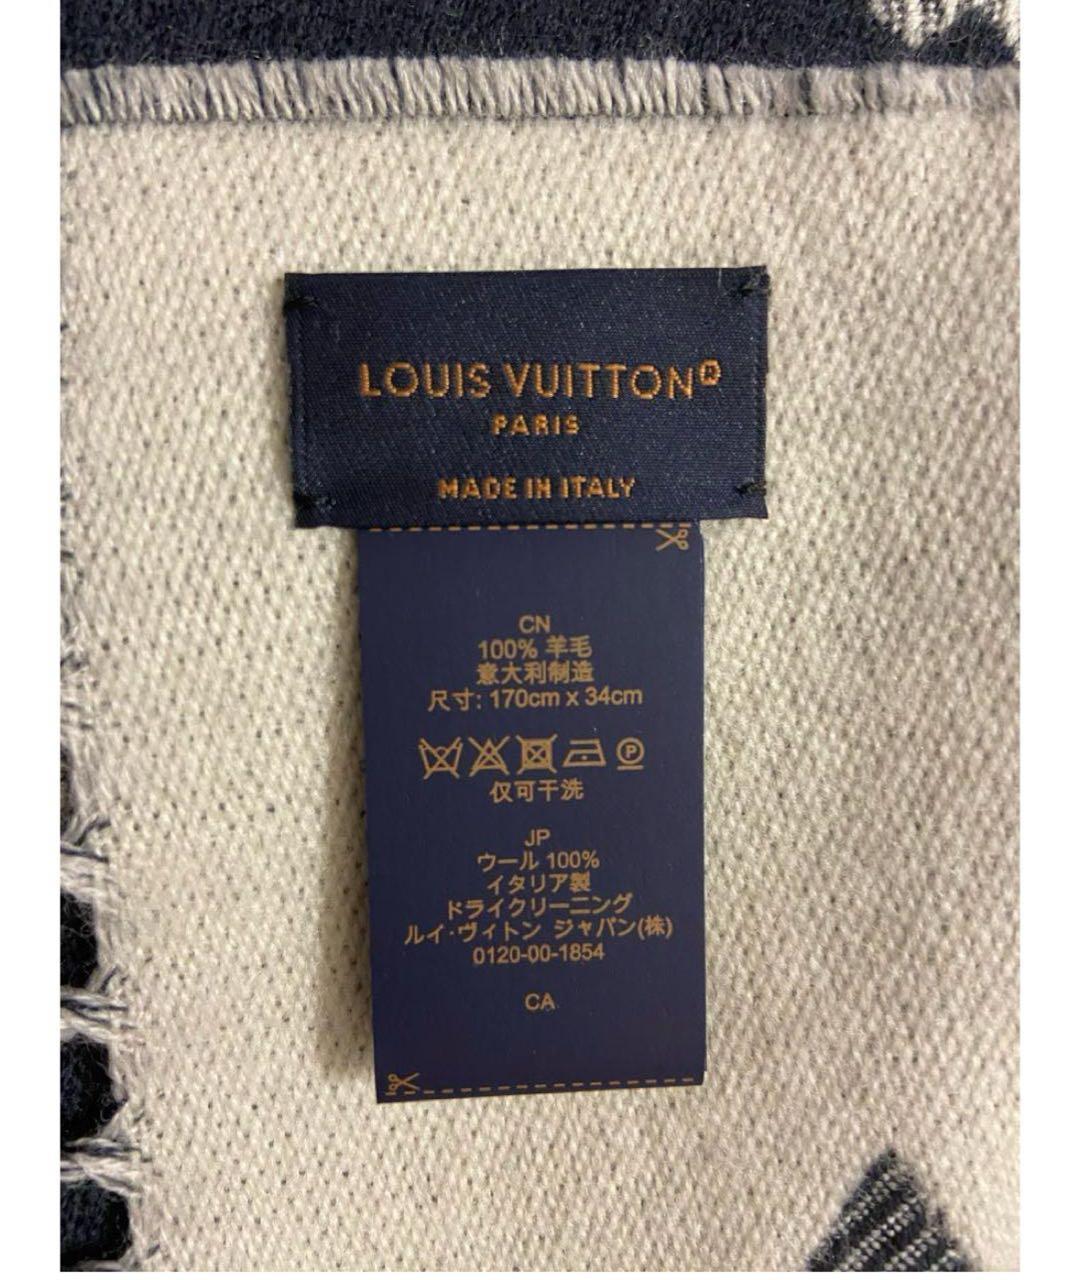 LOUIS VUITTON®
PARIS
MADE IN ITALY
CN
100% 羊毛
意大利制造
尺寸: 170cm x 34cm
P
仅可干洗
JP
ウール 100%
イタリア製
ドライクリーニング
ルイ·ヴィトン ジャパン(株)
0120-00-1854
CA